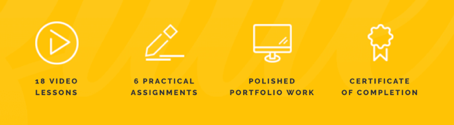 18 VIDEO
LESSONS
6 PRACTICAL
ASSIGNMENTS
POLISHED
PORTFOLIO WORK
CERTIFICATE
OF COMPLETION